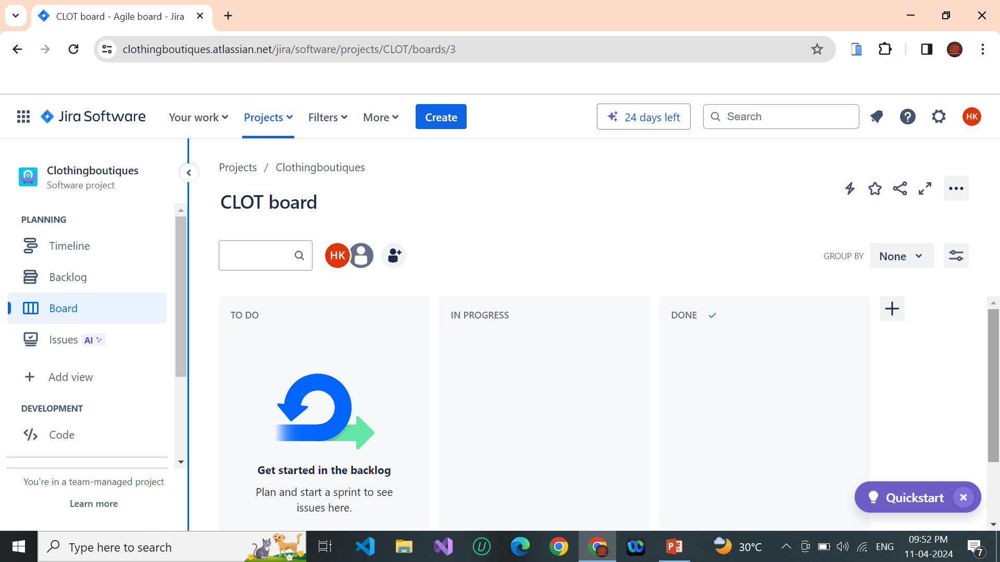 CLOT board - Agile board - Jira
clothingboutiques.atlassian.net/jira/software/projects/CLOT/boards/3
Jira Software
Your work
Projects
Filters
More
Create
24 days left
Search
HK
Clothingboutiques
Software project
PLANNING
Timeline
Backlog
Board
Issues AI
Add view
DEVELOPMENT
Code
You're in a team-managed project
Learn more
Projects / Clothingboutiques
CLOT board
HK
GROUP BY None
TO DO
IN PROGRESS
DONE
Get started in the backlog
Plan and start a sprint to see
issues here.
Quickstart
Type here to search
30°C
ENG
09:52 PM
11-04-2024
7